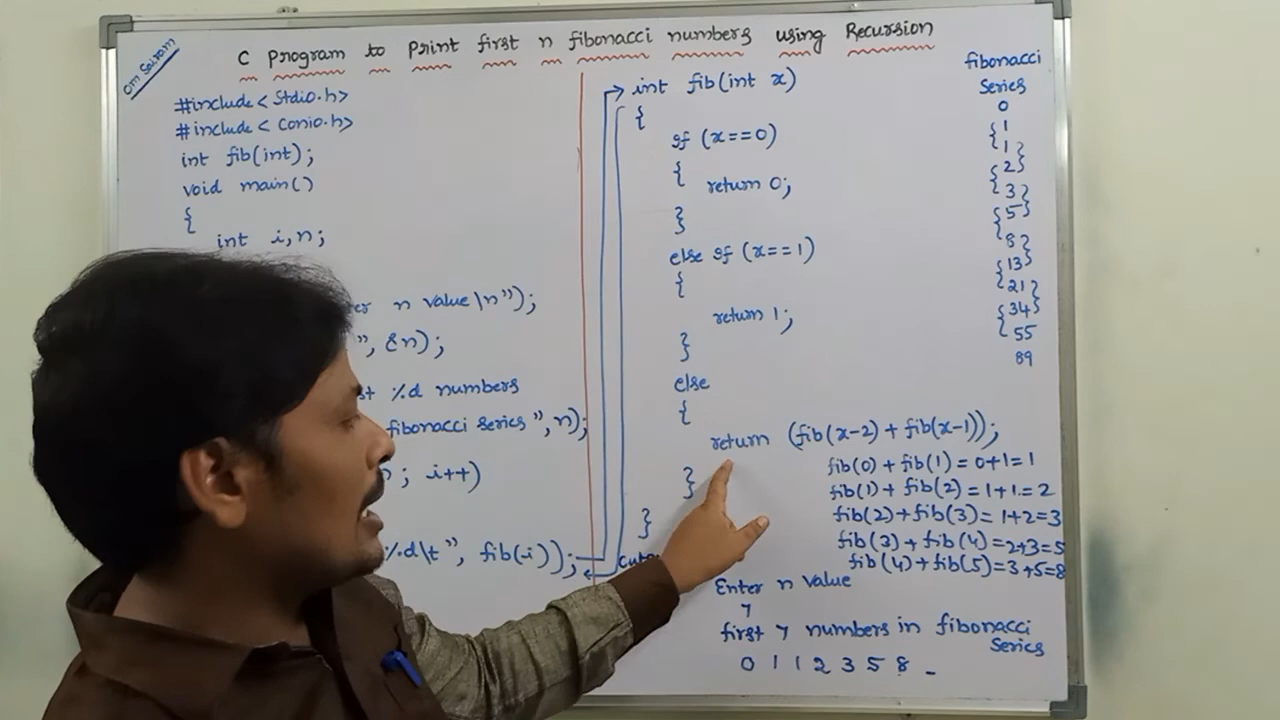 om Sairam
C Program to Print first n fibonacci numbers using Recursion
#include< Stdio.h>
#include< Conio.h>
int fib(int);
void main()
{
int i,n;
n value\n");
", &n);
%d numbers
fibonacci series", n);
; i++)
%d\t", fib(i));
int fib(int x)
{
if (x==0)
{
return 0;
}
else if (x==1)
{
return 1;
}
else
{
return (fib(x-2) + fib(x-1));
}
}
fib(0) + fib(1) = 0+1=1
fib(1) + fib(2) = 1+1=2
fib(2)+fib(3)= 1+2=3
fib(3) + fib(4)=2+3=5
fib(4)+fib(5)=3+5=8
Enter n value
7
first 7 numbers in fibonacci
Series
0 1 1 2 3 5 8 _
fibonacci
Series
0
1
1
2
3
5
8
13
21
34
55
89